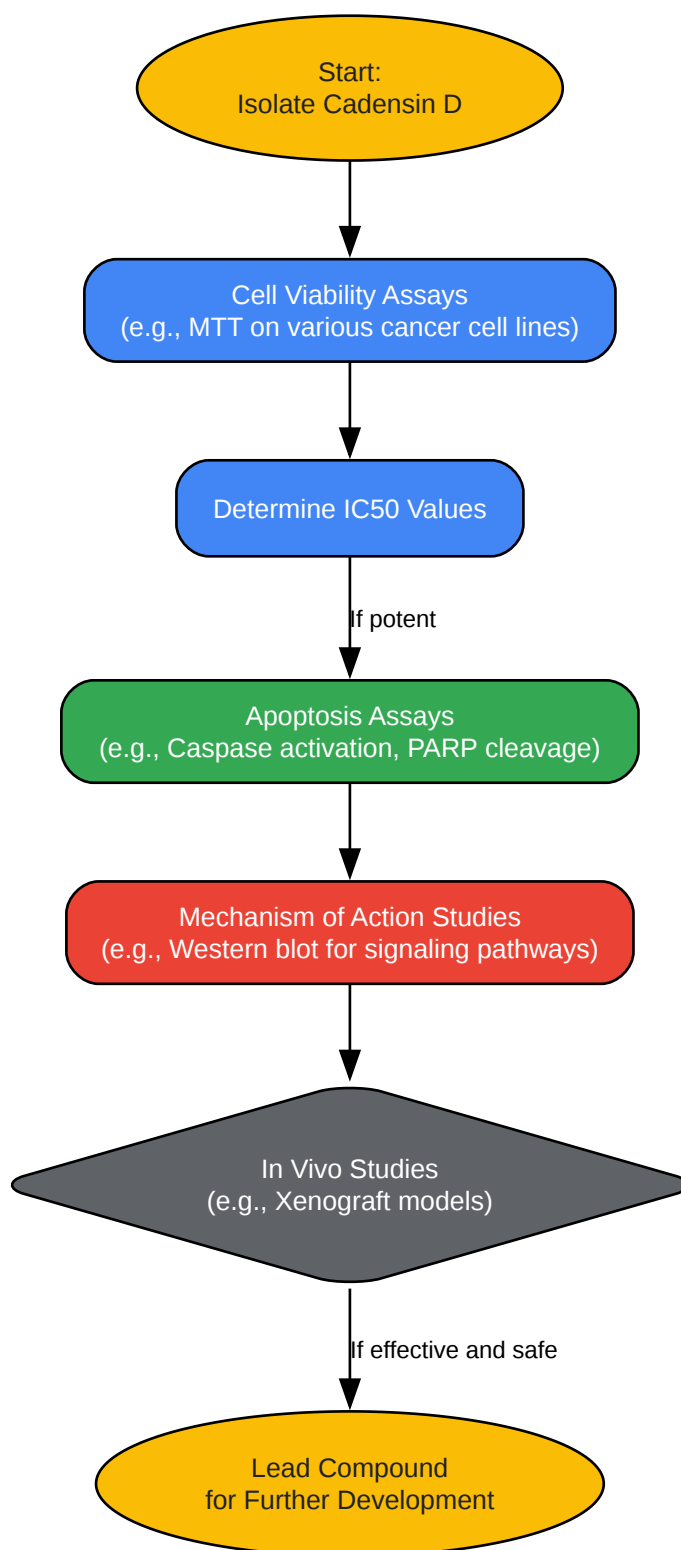 Start:
Isolate Cadensin D
Cell Viability Assays
(e.g., MTT on various cancer cell lines)
Determine IC50 Values
If potent
Apoptosis Assays
(e.g., Caspase activation, PARP cleavage)
Mechanism of Action Studies
(e.g., Western blot for signaling pathways)
In Vivo Studies
(e.g., Xenograft models)
If effective and safe
Lead Compound
for Further Development